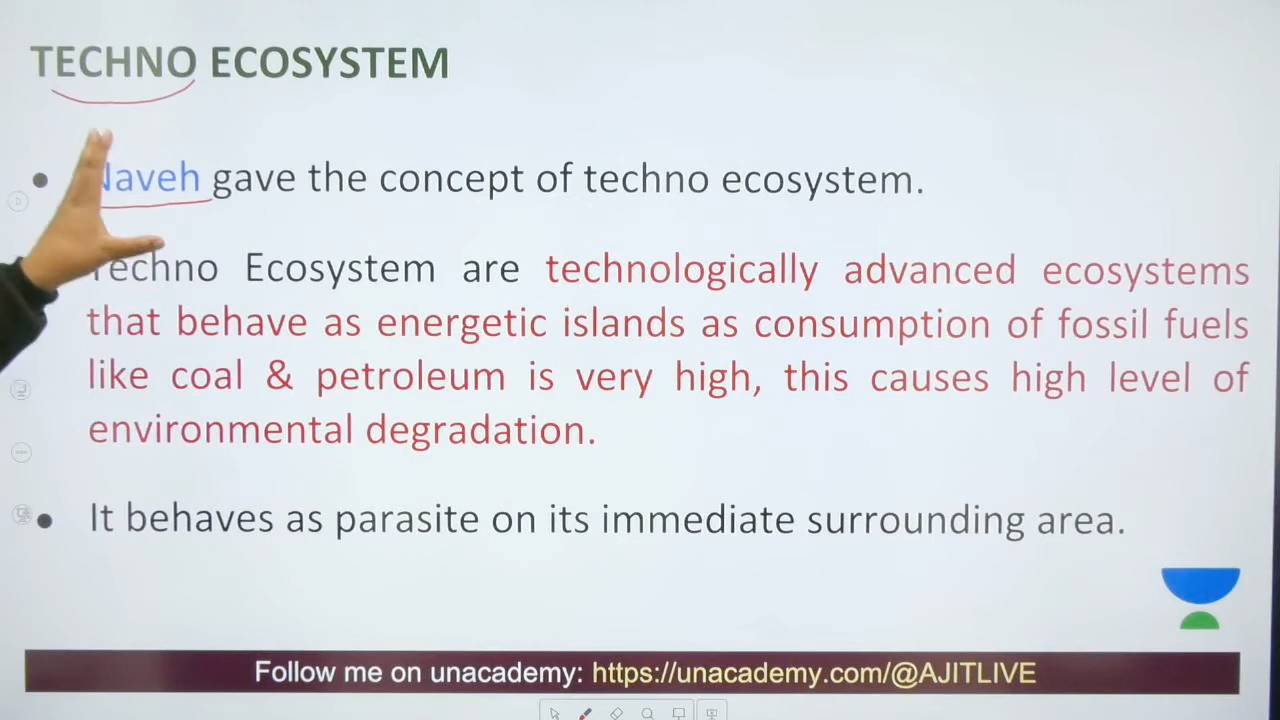 TECHNO ECOSYSTEM
• Naveh gave the concept of techno ecosystem.
Techno Ecosystem are technologically advanced ecosystems
that behave as energetic islands as consumption of fossil fuels
like coal & petroleum is very high, this causes high level of
environmental degradation.
• It behaves as parasite on its immediate surrounding area.
Follow me on unacademy: https://unacademy.com/@AJITLIVE